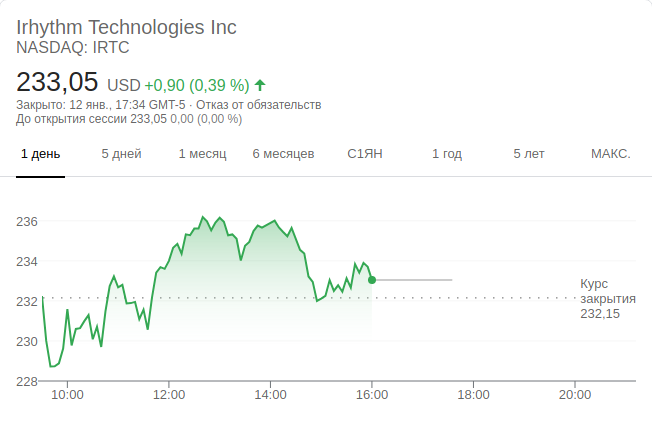 Irhythm Technologies Inc
NASDAQ: IRTC
233,05 USD +0,90 (0,39 %)
Закрыто: 12 янв., 17:34 GMT-5 · Отказ от обязательств
До открытия сессии 233,05 0,00 (0,00 %)
1 день 5 дней 1 месяц 6 месяцев С1ЯН 1 год 5 лет МАКС.
236
234
232
230
228
Курс
закрытия
232,15
10:00 12:00 14:00 16:00 18:00 20:00